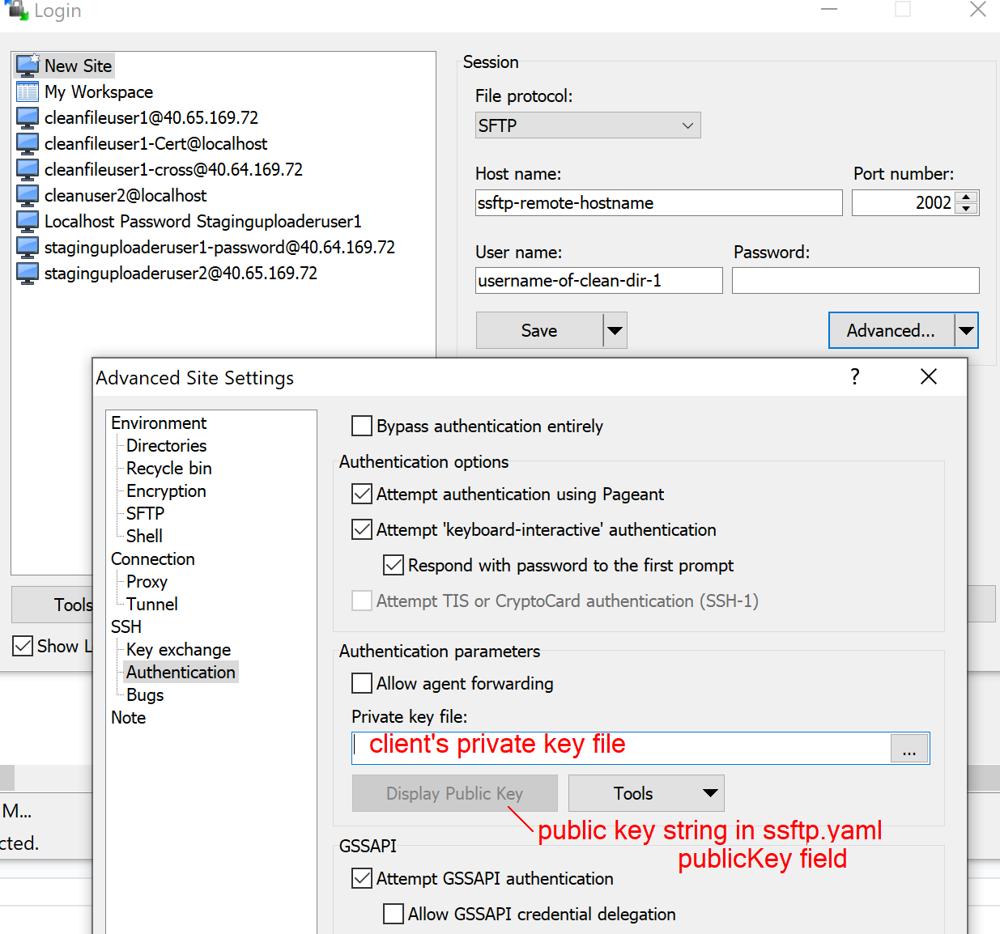 Login
New Site
My Workspace
cleanfileuser1@40.65.169.72
cleanfileuser1-Cert@localhost
cleanfileuser1-cross@40.64.169.72
cleanuser2@localhost
Localhost Password Staginguploaderuser1
staginguploaderuser1-password@40.64.169.72
staginguploaderuser2@40.65.169.72
Tools
Show L
Session
File protocol:
SFTP
Host name:
Port number:
ssftp-remote-hostname
2002
User name:
Password:
username-of-clean-dir-1
Save
Advanced...
Advanced Site Settings
?
Environment
Directories
Recycle bin
Encryption
SFTP
Shell
Connection
Proxy
Tunnel
SSH
Key exchange
Authentication
Bugs
Note
Bypass authentication entirely
Authentication options
Attempt authentication using Pageant
Attempt 'keyboard-interactive' authentication
Respond with password to the first prompt
Attempt TIS or CryptoCard authentication (SSH-1)
Authentication parameters
Allow agent forwarding
Private key file:
client's private key file
...
Display Public Key
Tools
public key string in ssftp.yaml
publicKey field
GSSAPI
Attempt GSSAPI authentication
Allow GSSAPI credential delegation
M...
cted.